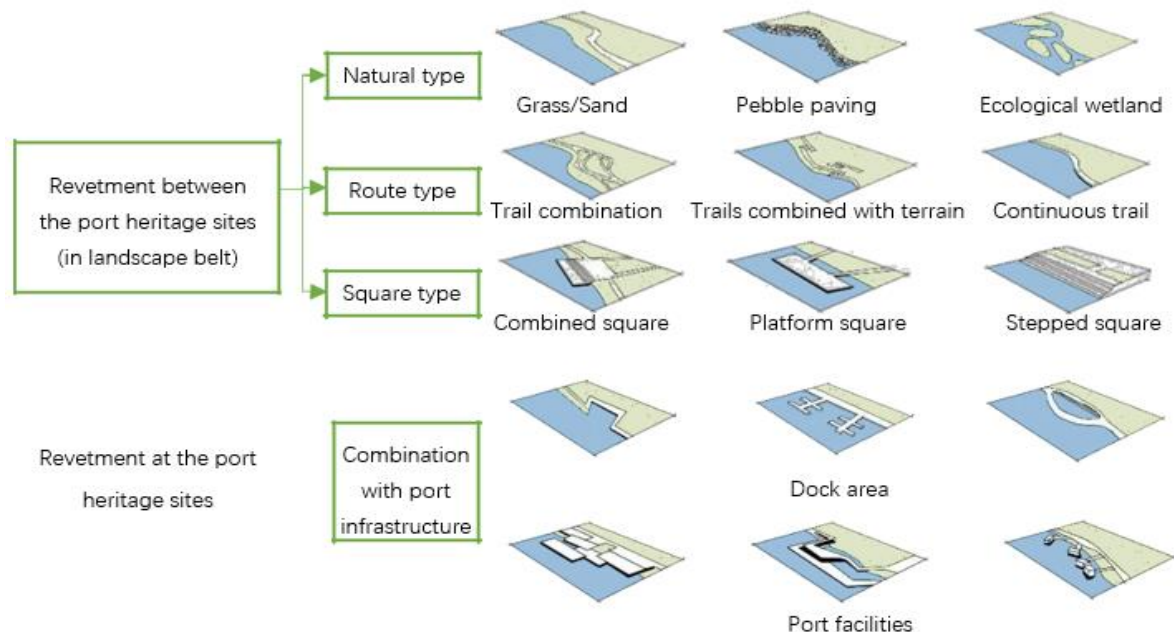 Natural type
Grass/Sand
Pebble paving
Ecological wetland
Revetment between
the port heritage sites
(in landscape belt)
Route type
Trail combination
Trails combined with terrain
Continuous trail
Square type
Combined square
Platform square
Stepped square
Revetment at the port
heritage sites
Combination
with port
infrastructure
Dock area
Port facilities